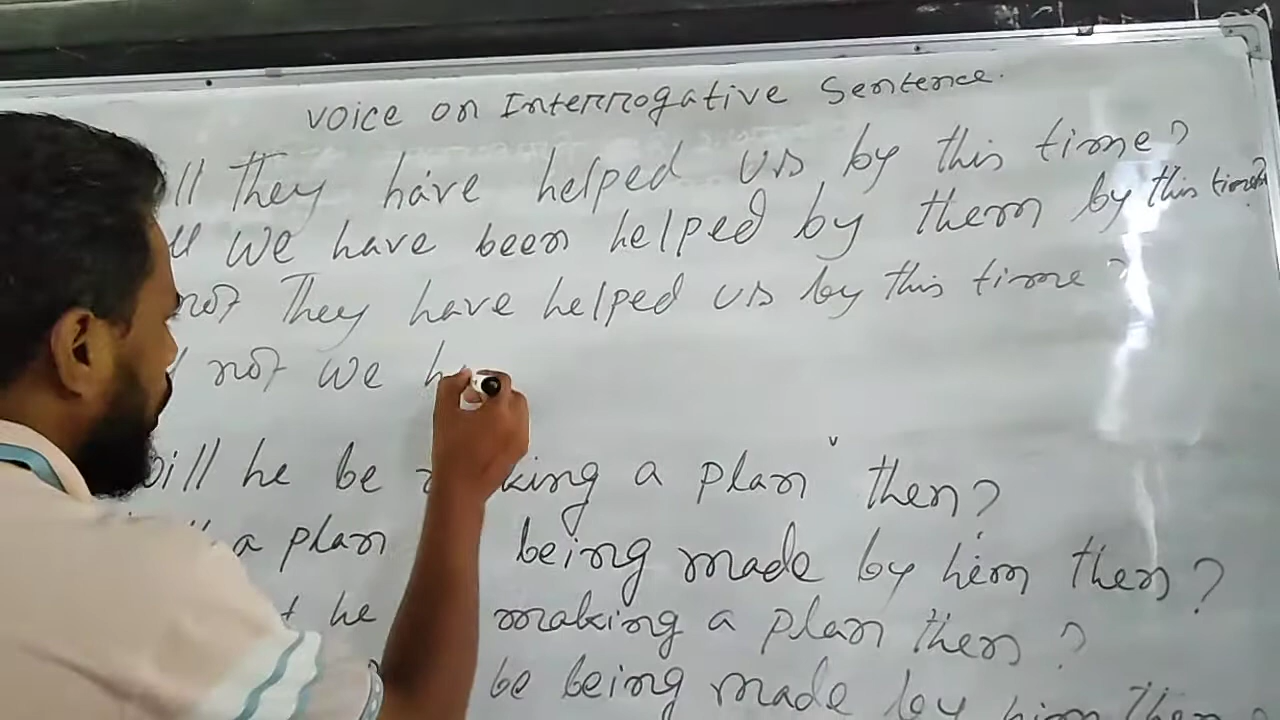 Voice on Interrogative Sentence.
ll They have helped us by this time?
ll we have been helped by them by this time?
not They have helped us by this time?
not we h
will he be king a plan then?
a plan being made by him then?
t he making a plan then?
be being made by him then